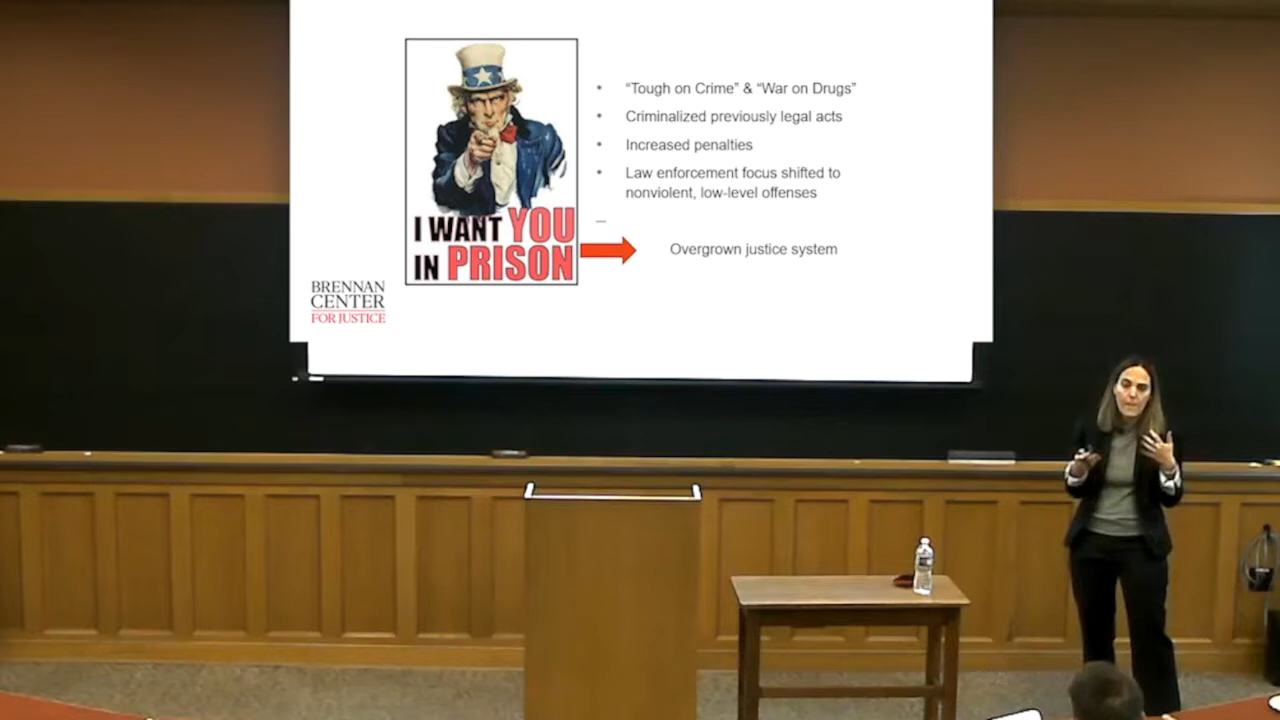 “Tough on Crime” & “War on Drugs”
Criminalized previously legal acts
Increased penalties
Law enforcement focus shifted to
nonviolent, low-level offenses
–
Overgrown justice system
I WANT YOU
IN PRISON
BRENNAN
CENTER
FOR JUSTICE